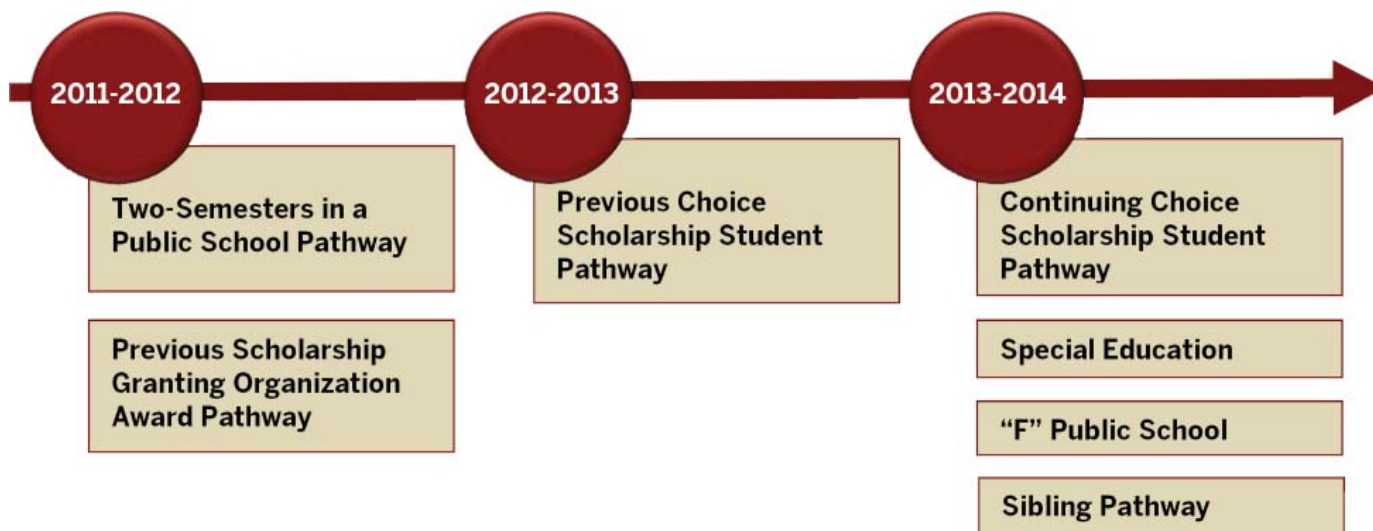 2011-2012
Two-Semesters in a
Public School Pathway
Previous Scholarship
Granting Organization
Award Pathway
2012-2013
Previous Choice
Scholarship Student
Pathway
2013-2014
Continuing Choice
Scholarship Student
Pathway
Special Education
“F” Public School
Sibling Pathway